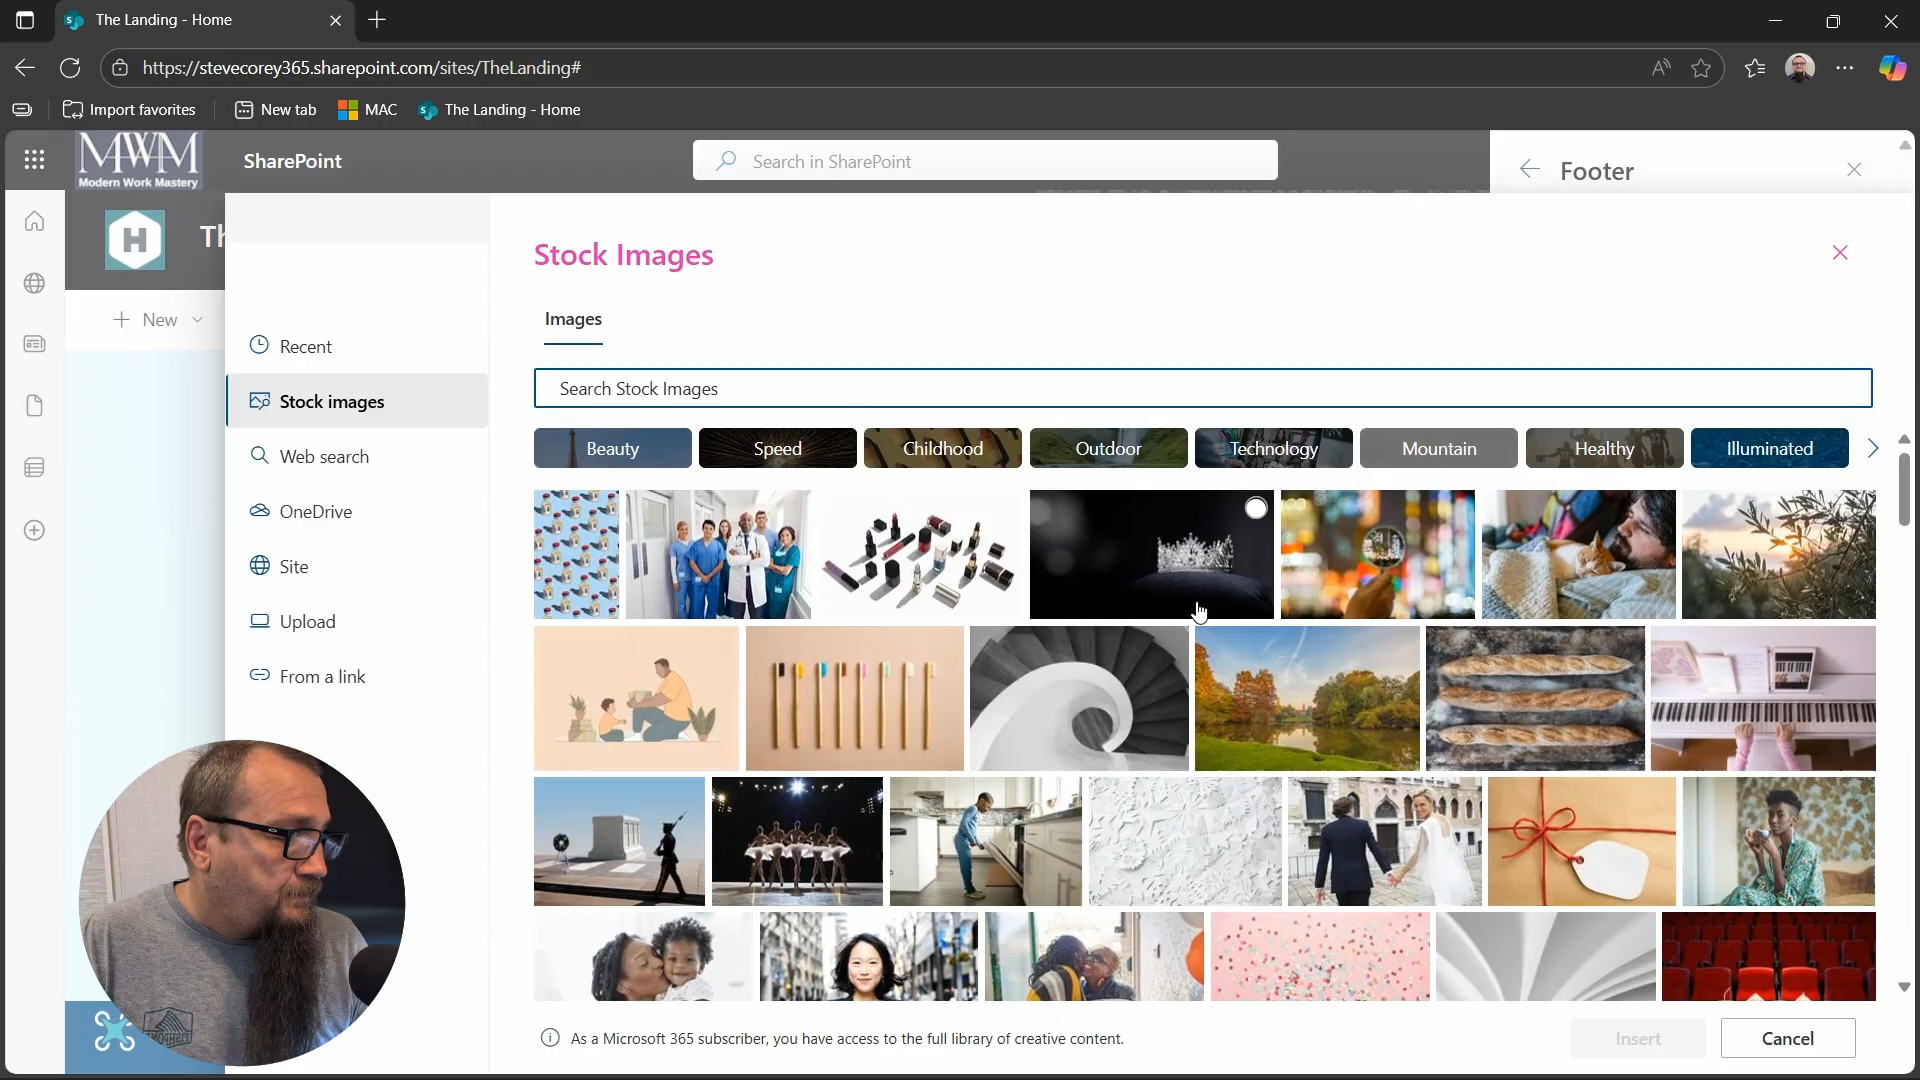 The Landing - Home
https://stevecorey365.sharepoint.com/sites/TheLanding#
Import favorites
New tab
MAC
The Landing - Home
MWM
Modern Work Mastery
SharePoint
Search in SharePoint
Footer
H
Th
New
Stock Images
Images
Recent
Stock images
Web search
OneDrive
Site
Upload
From a link
Search Stock Images
Beauty
Speed
Childhood
Outdoor
Technology
Mountain
Healthy
Illuminated
As a Microsoft 365 subscriber, you have access to the full library of creative content.
Insert
Cancel